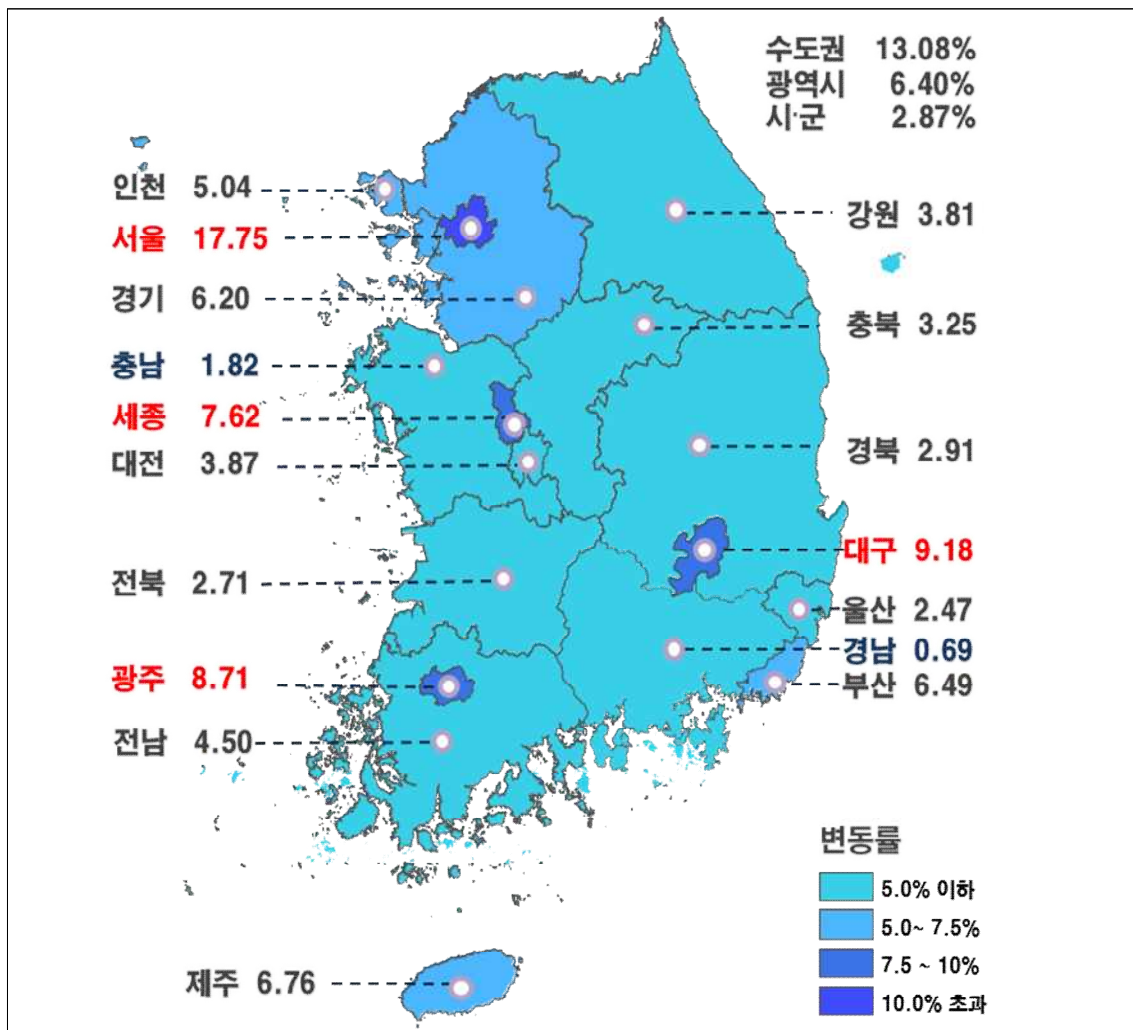 수도권 13.08%
광역시 6.40%
시·군 2.87%
인천 5.04
서울 17.75
경기 6.20
충남 1.82
세종 7.62
대전 3.87
전북 2.71
광주 8.71
전남 4.50
제주 6.76
강원 3.81
충북 3.25
경북 2.91
대구 9.18
울산 2.47
경남 0.69
부산 6.49
변동률
5.0% 이하
5.0~ 7.5%
7.5 ~ 10%
10.0% 초과